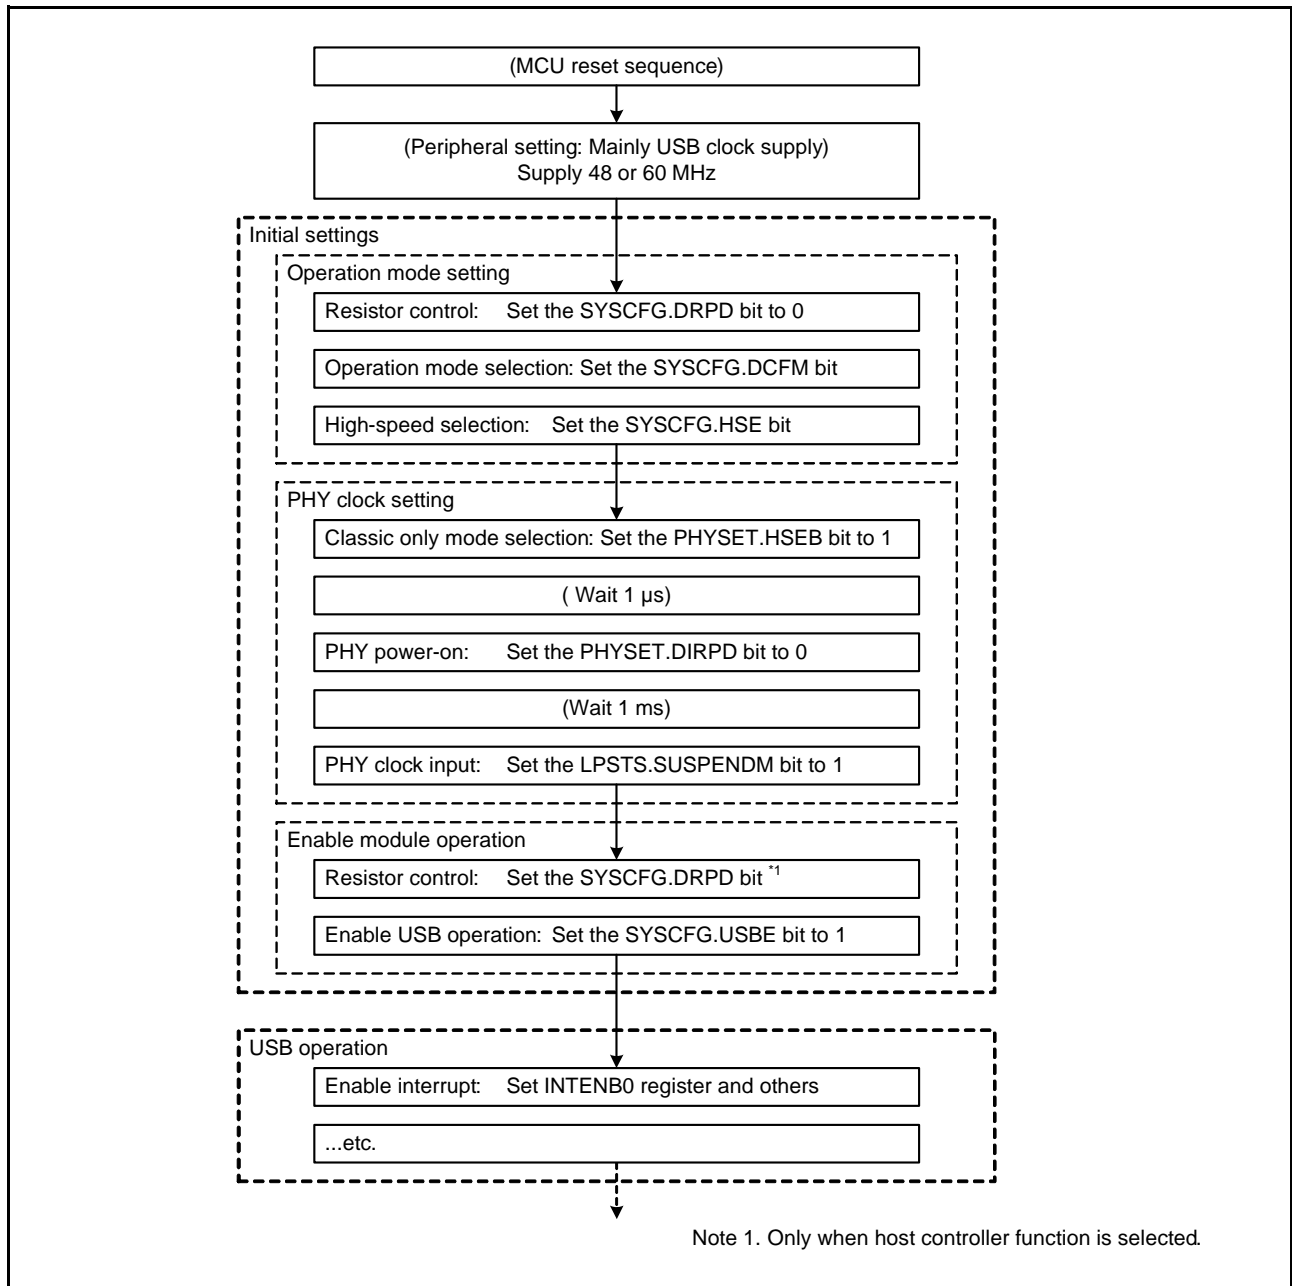 (MCU reset sequence)
(Peripheral setting: Mainly USB clock supply)
Supply 48 or 60 MHz
Initial settings
Operation mode setting
Resistor control: Set the SYSCFG.DRPD bit to 0
Operation mode selection: Set the SYSCFG.DCFM bit
High-speed selection: Set the SYSCFG.HSE bit
PHY clock setting
Classic only mode selection: Set the PHYSET.HSEB bit to 1
( Wait 1 μs)
PHY power-on: Set the PHYSET.DIRPD bit to 0
(Wait 1 ms)
PHY clock input: Set the LPSTS.SUSPENDM bit to 1
Enable module operation
Resistor control: Set the SYSCFG.DRPD bit *1
Enable USB operation: Set the SYSCFG.USBE bit to 1
USB operation
Enable interrupt: Set INTENB0 register and others
...etc.
Note 1. Only when host controller function is selected.